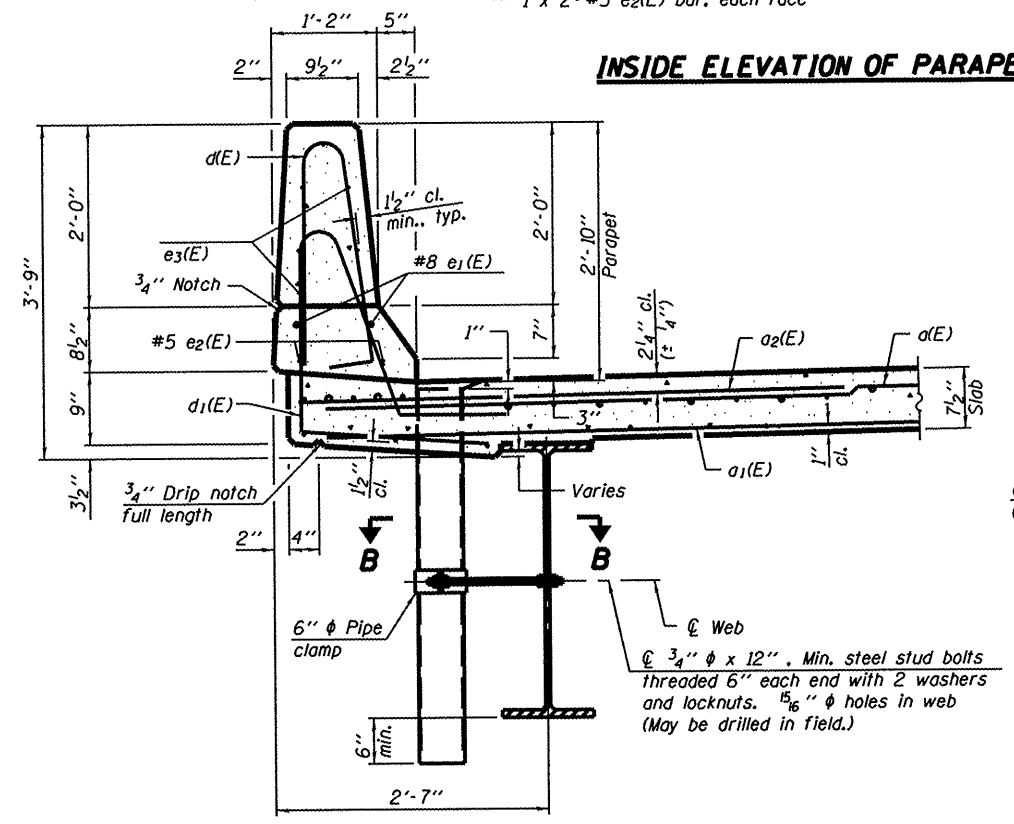 1 x 2-#5 e2(E) bar, each face
INSIDE ELEVATION OF PARAPE
1'-2"
5"
2"
9½"
2½"
d(E)
1½" cl.
min., typ.
2'-0"
2'-0"
2'-10"
Parapet
3'-9"
e3(E)
#8 e1(E)
¾" Notch
8½"
#5 e2(E)
1"
7"
2¼" cl.
(± ¼")
a2(E)
a(E)
9"
d1(E)
3"
7½"
Slab
3½"
¾" Drip notch
full length
1½"
cl.
Varies
a1(E)
1"
cl.
2"
4"
B
B
6" ϕ Pipe
clamp
℄ Web
℄ ¾" ϕ x 12". Min. steel stud bolts
threaded 6" each end with 2 washers
and locknuts. 15/16" ϕ holes in web
(May be drilled in field.)
6"
min.
2'-7"